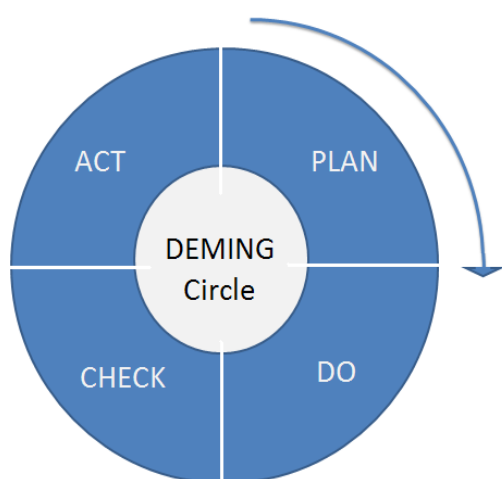 ACT
PLAN
DEMING
Circle
CHECK
DO